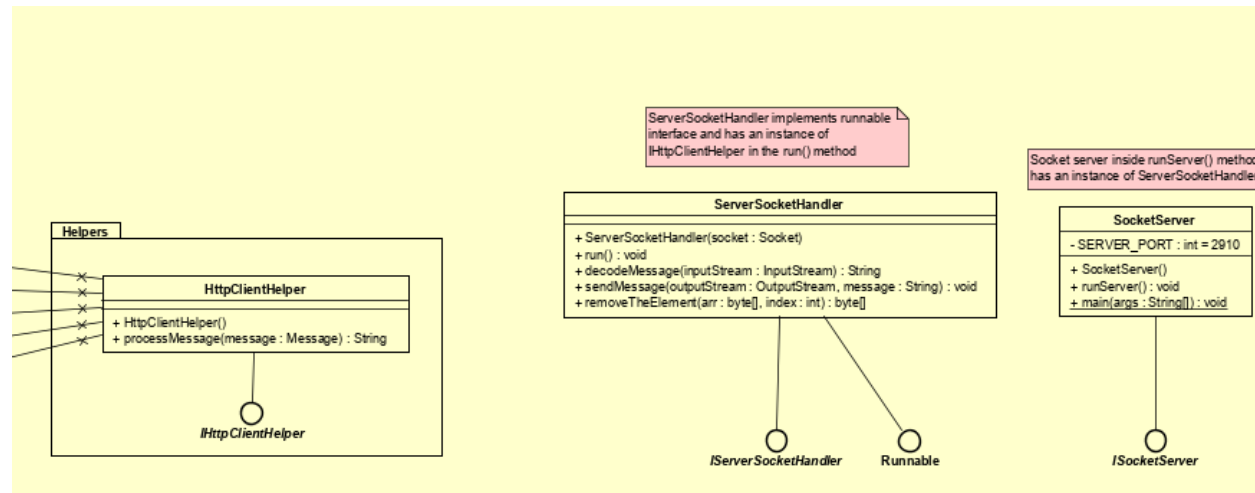 ServerSocketHandler implements runnable
interface and has an instance of
IHttpClientHelper in the run() method
Socket server inside runServer() method
has an instance of ServerSocketHandler
Helpers
HttpClientHelper
+ HttpClientHelper()
+ processMessage(message : Message) : String
IHttpClientHelper
ServerSocketHandler
+ ServerSocketHandler(socket : Socket)
+ run() : void
+ decodeMessage(inputStream : InputStream) : String
+ sendMessage(outputStream : OutputStream, message : String) : void
+ removeTheElement(arr : byte[], index : int) : byte[]
IServerSocketHandler
Runnable
SocketServer
- SERVER_PORT : int = 2910
+ SocketServer()
+ runServer() : void
+ main(args : String[]) : void
ISocketServer